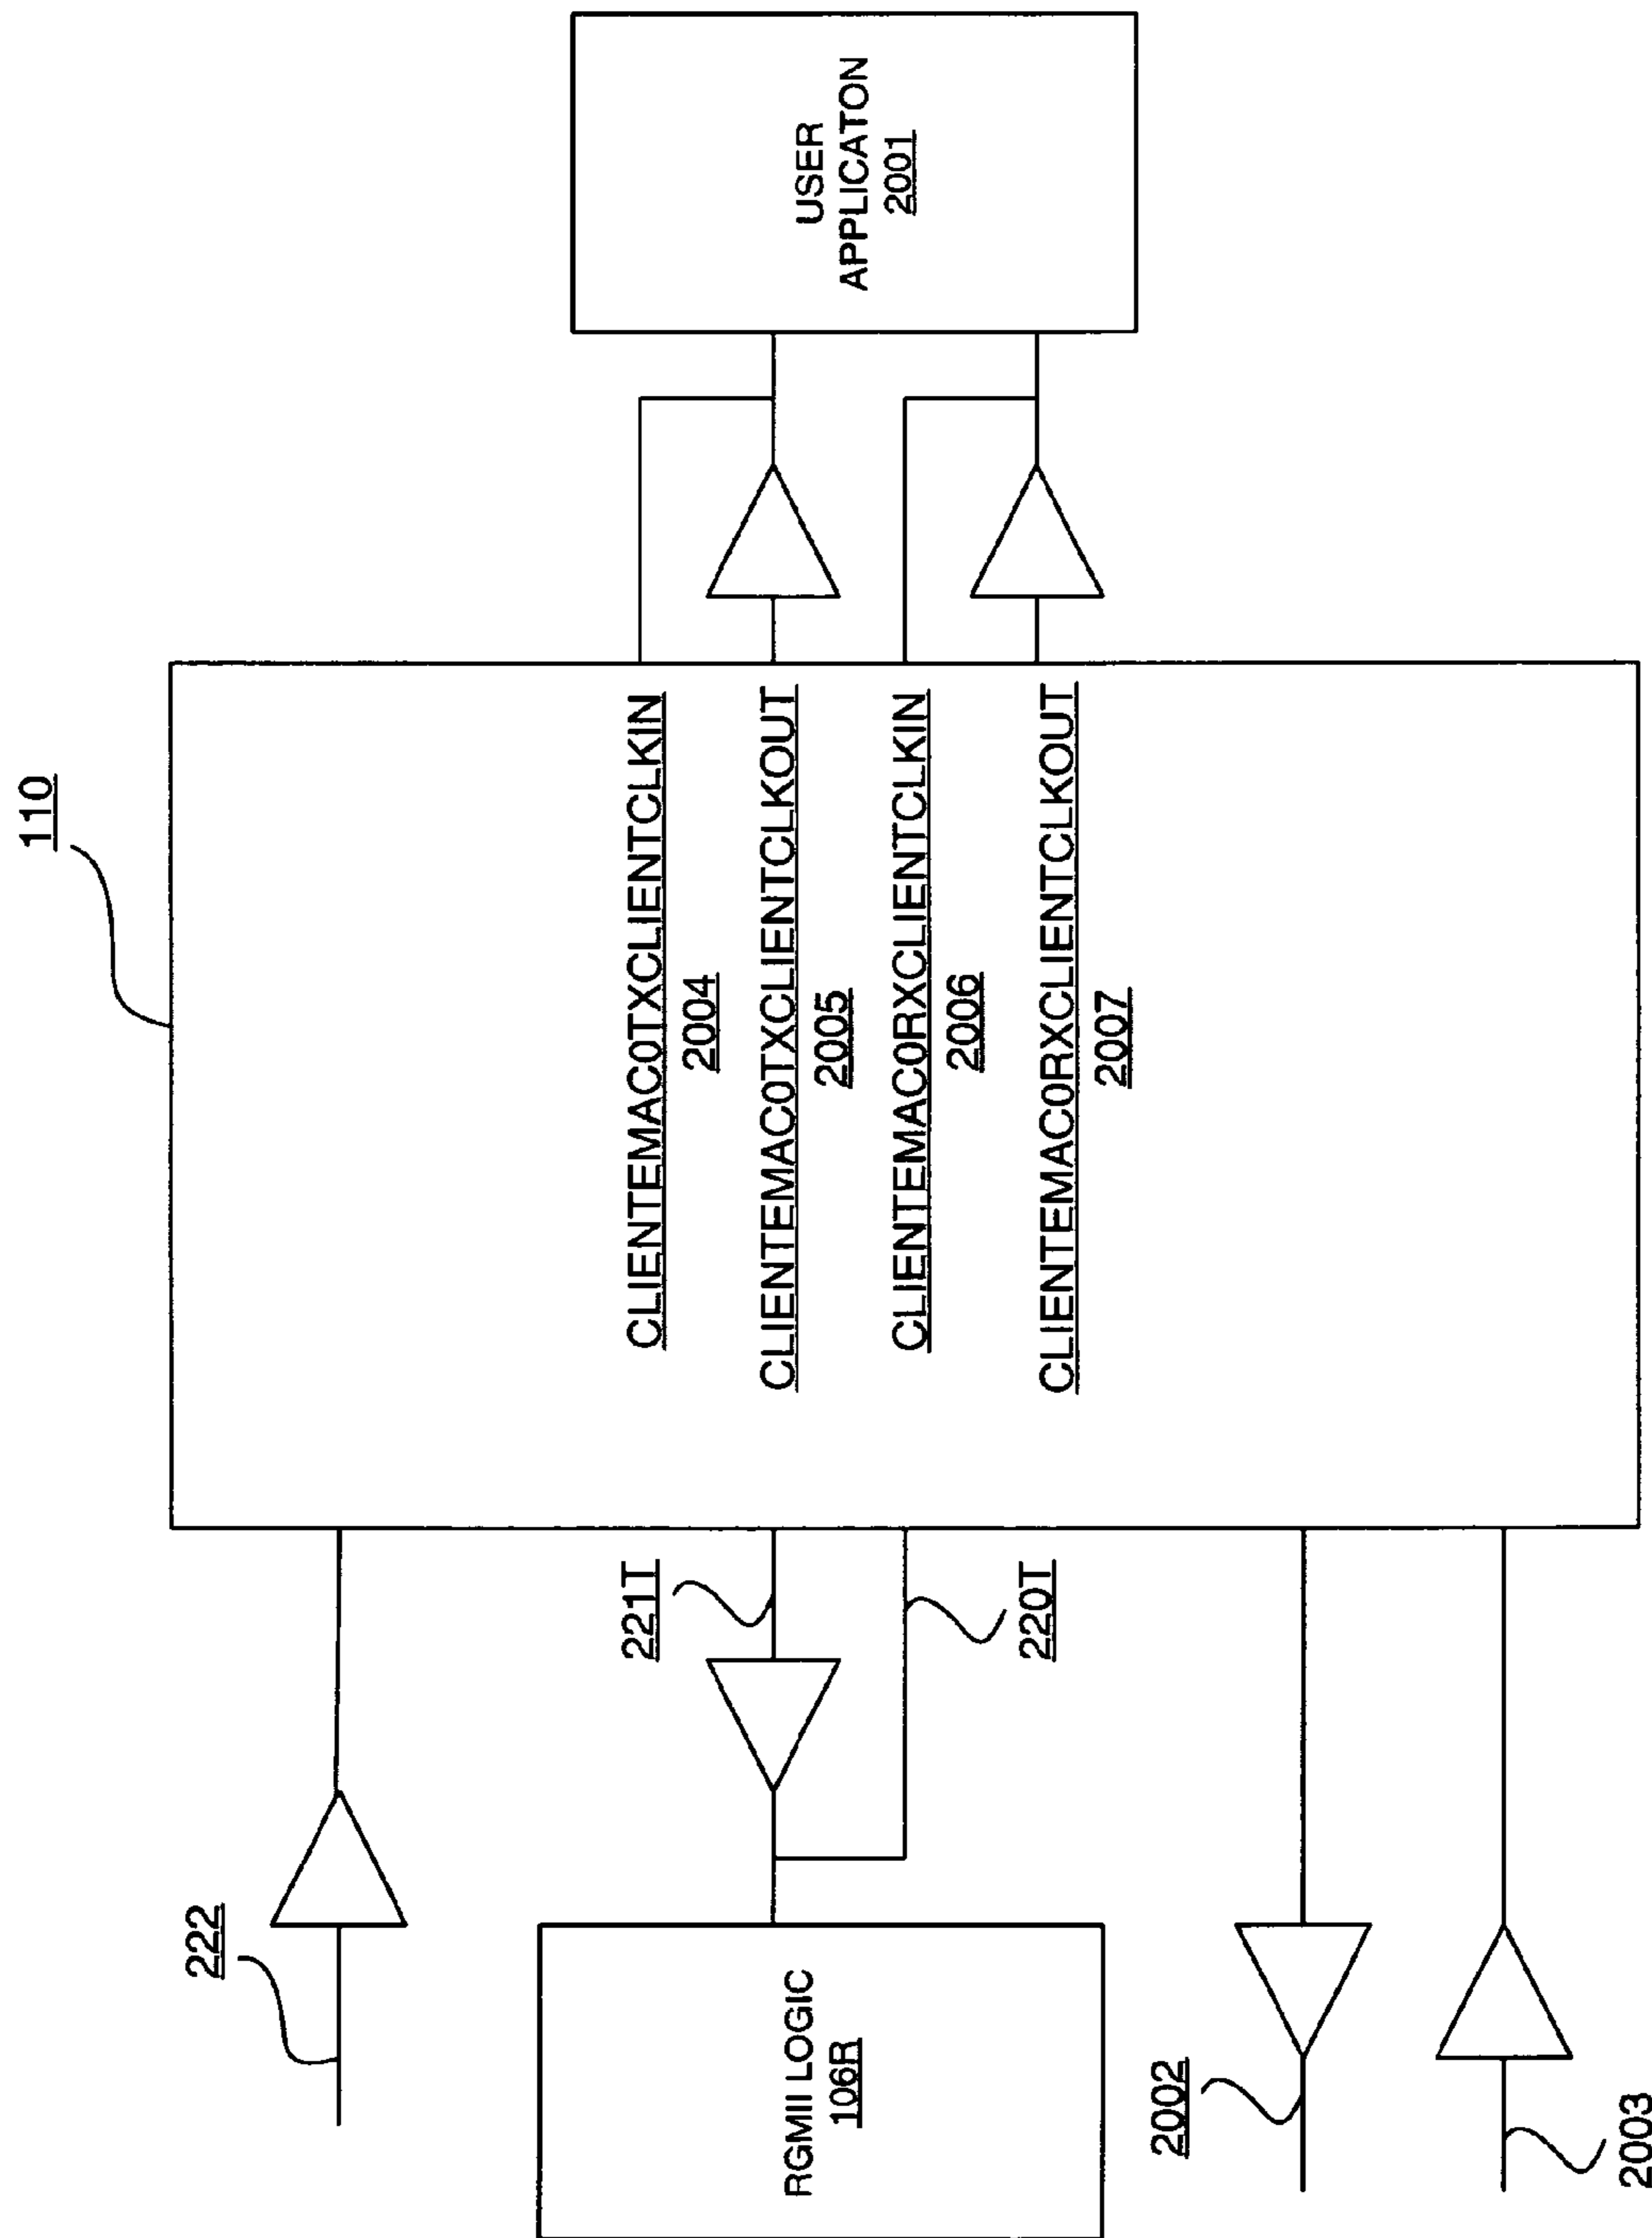 110
222
221T
220T
RGMII LOGIC
106R
CLIENTEMAC0TXCLIENTCLKIN
2004
CLIENTEMAC0TXCLIENTCLKOUT
2005
CLIENTEMAC0RXCLIENTCLKIN
2006
CLIENTEMAC0RXCLIENTCLKOUT
2007
USER
APPLICATON
2001
2002
2003